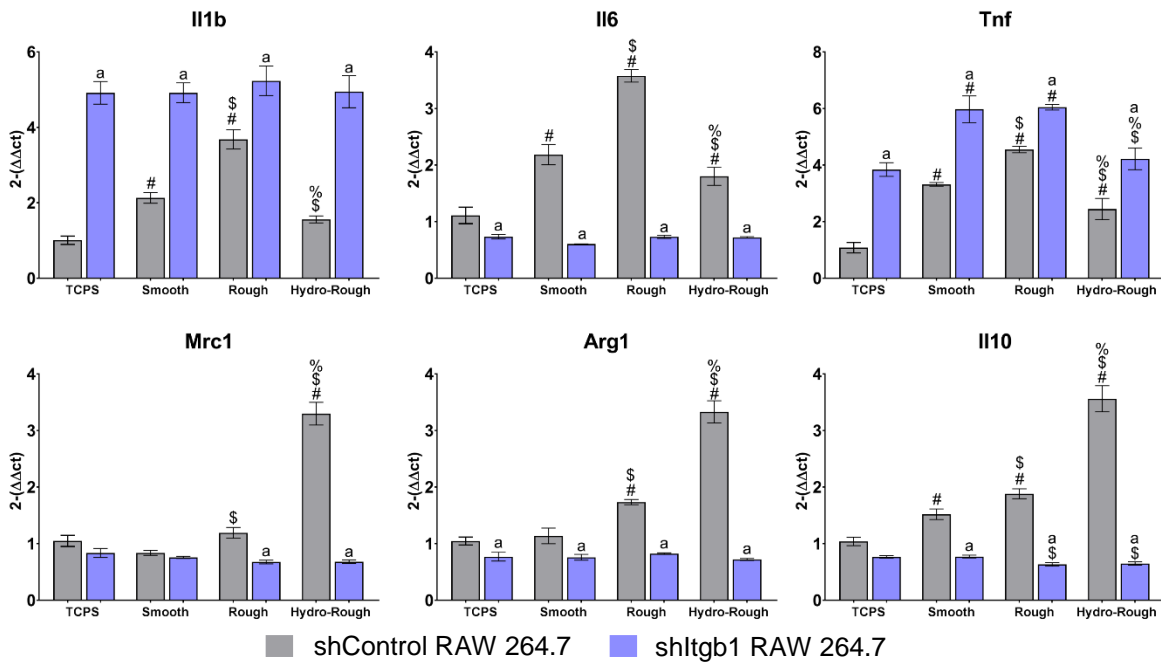 Il1b
2-(ΔΔct)
6
4
2
0
a
#
a
$
#
a
%
$
a
TCPS Smooth Rough Hydro-Rough
Il6
2-(ΔΔct)
4
3
2
1
0
a
#
a
$
#
a
%
$
#
a
TCPS Smooth Rough Hydro-Rough
Tnf
2-(ΔΔct)
8
6
4
2
0
a
#
a
#
$
#
a
#
%
$
#
a
%
$
TCPS Smooth Rough Hydro-Rough
Mrc1
2-(ΔΔct)
4
3
2
1
0
$
a
%
$
#
a
TCPS Smooth Rough Hydro-Rough
Arg1
2-(ΔΔct)
4
3
2
1
0
a
a
$
#
a
%
$
#
a
TCPS Smooth Rough Hydro-Rough
Il10
2-(ΔΔct)
4
3
2
1
0
#
a
$
#
a
$
%
$
#
a
$
TCPS Smooth Rough Hydro-Rough
shControl RAW 264.7 shItgb1 RAW 264.7